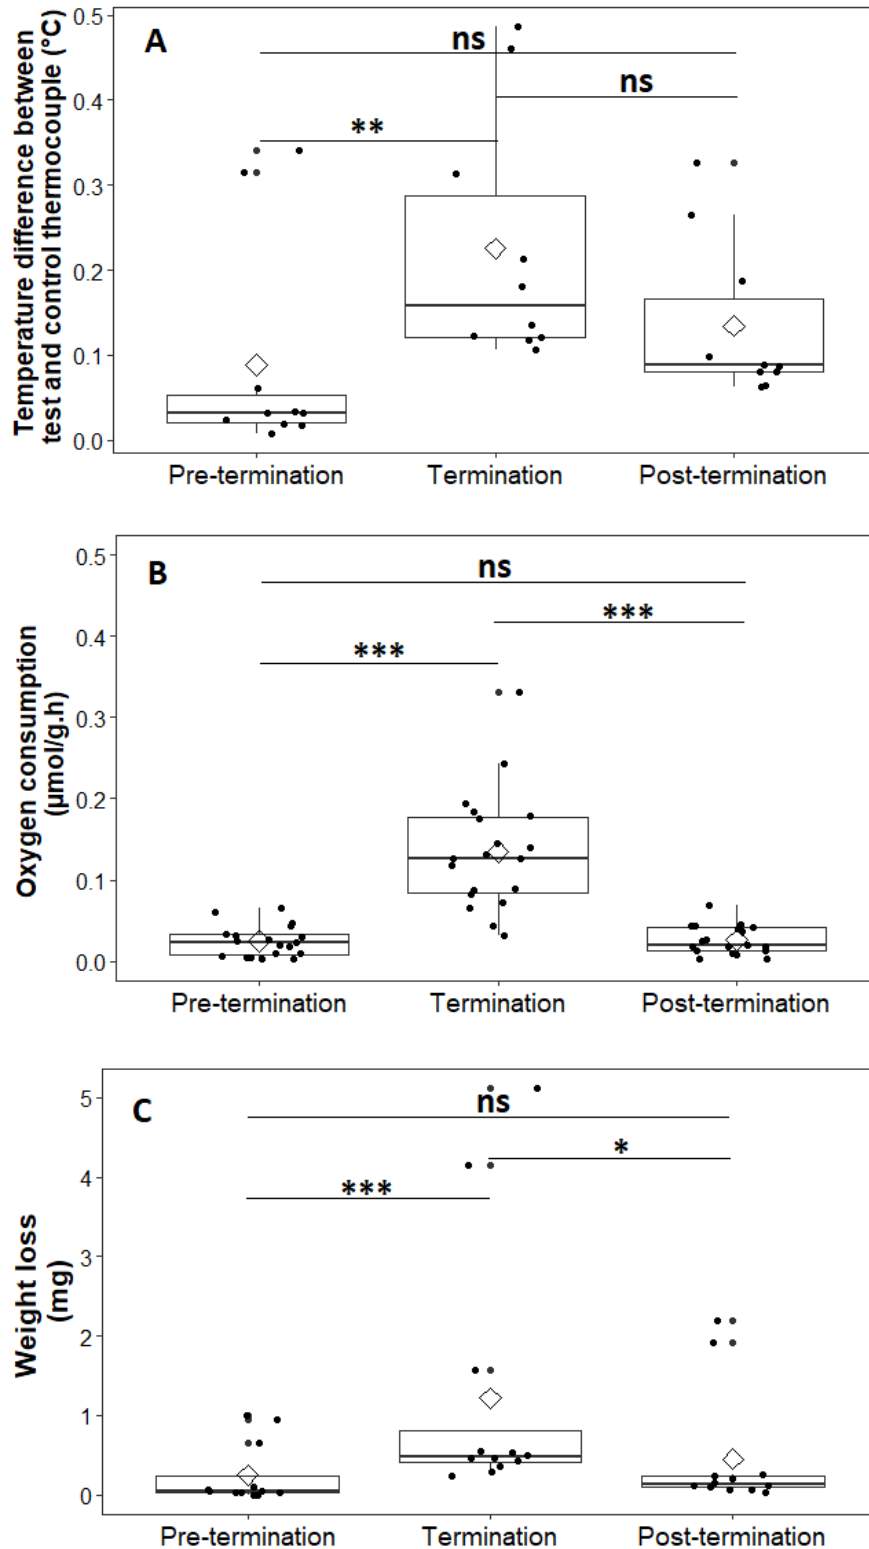 A
Temperature difference between
test and control thermocouple (°C)
0.5
0.4
0.3
0.2
0.1
0.0
ns
ns
**
Pre-termination Termination Post-termination
B
Oxygen consumption
(µmol/g.h)
0.5
0.4
0.3
0.2
0.1
0.0
ns
***
***
Pre-termination Termination Post-termination
C
Weight loss
(mg)
5
4
3
2
1
0
ns
*
***
Pre-termination Termination Post-termination